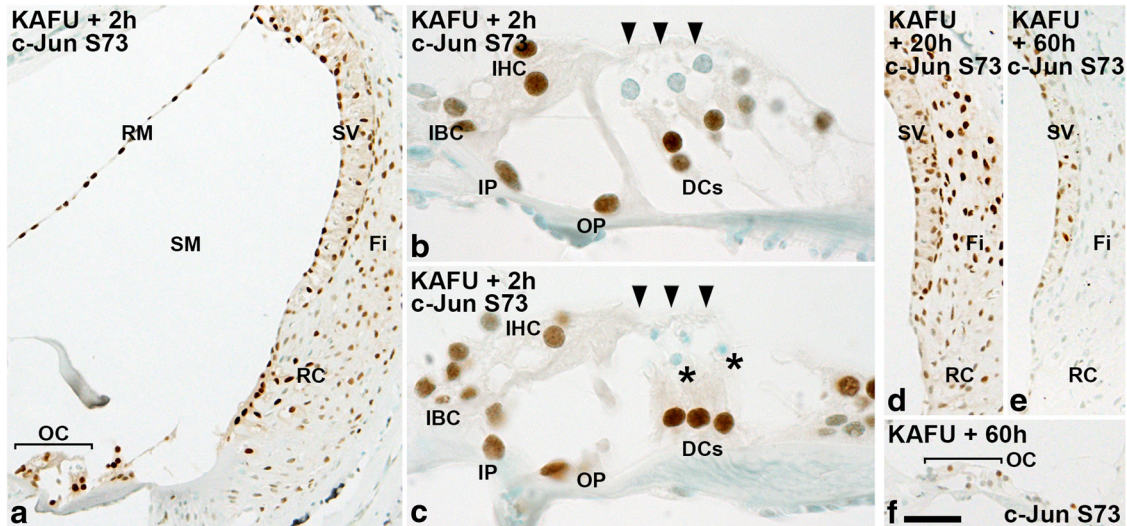 KAFU + 2h
c-Jun S73
RM
SV
SM
Fi
RC
OC
a
KAFU + 2h
c-Jun S73
IHC
IBC
IP
DCs
OP
b
KAFU + 2h
c-Jun S73
IHC
*
*
IBC
DCs
IP
OP
c
KAFU
+ 20h
c-Jun S73
SV
Fi
RC
d
KAFU
+ 60h
c-Jun S73
SV
Fi
RC
e
KAFU + 60h
OC
f
c-Jun S73